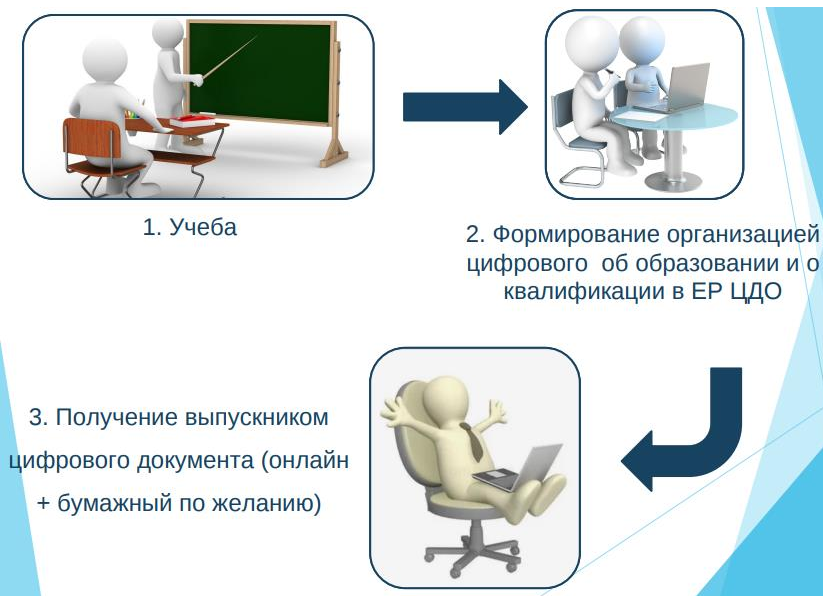 1. Учеба
2. Формирование организацией
цифрового об образовании и о
квалификации в ЕР ЦДО
3. Получение выпускником
цифрового документа (онлайн
+ бумажный по желанию)